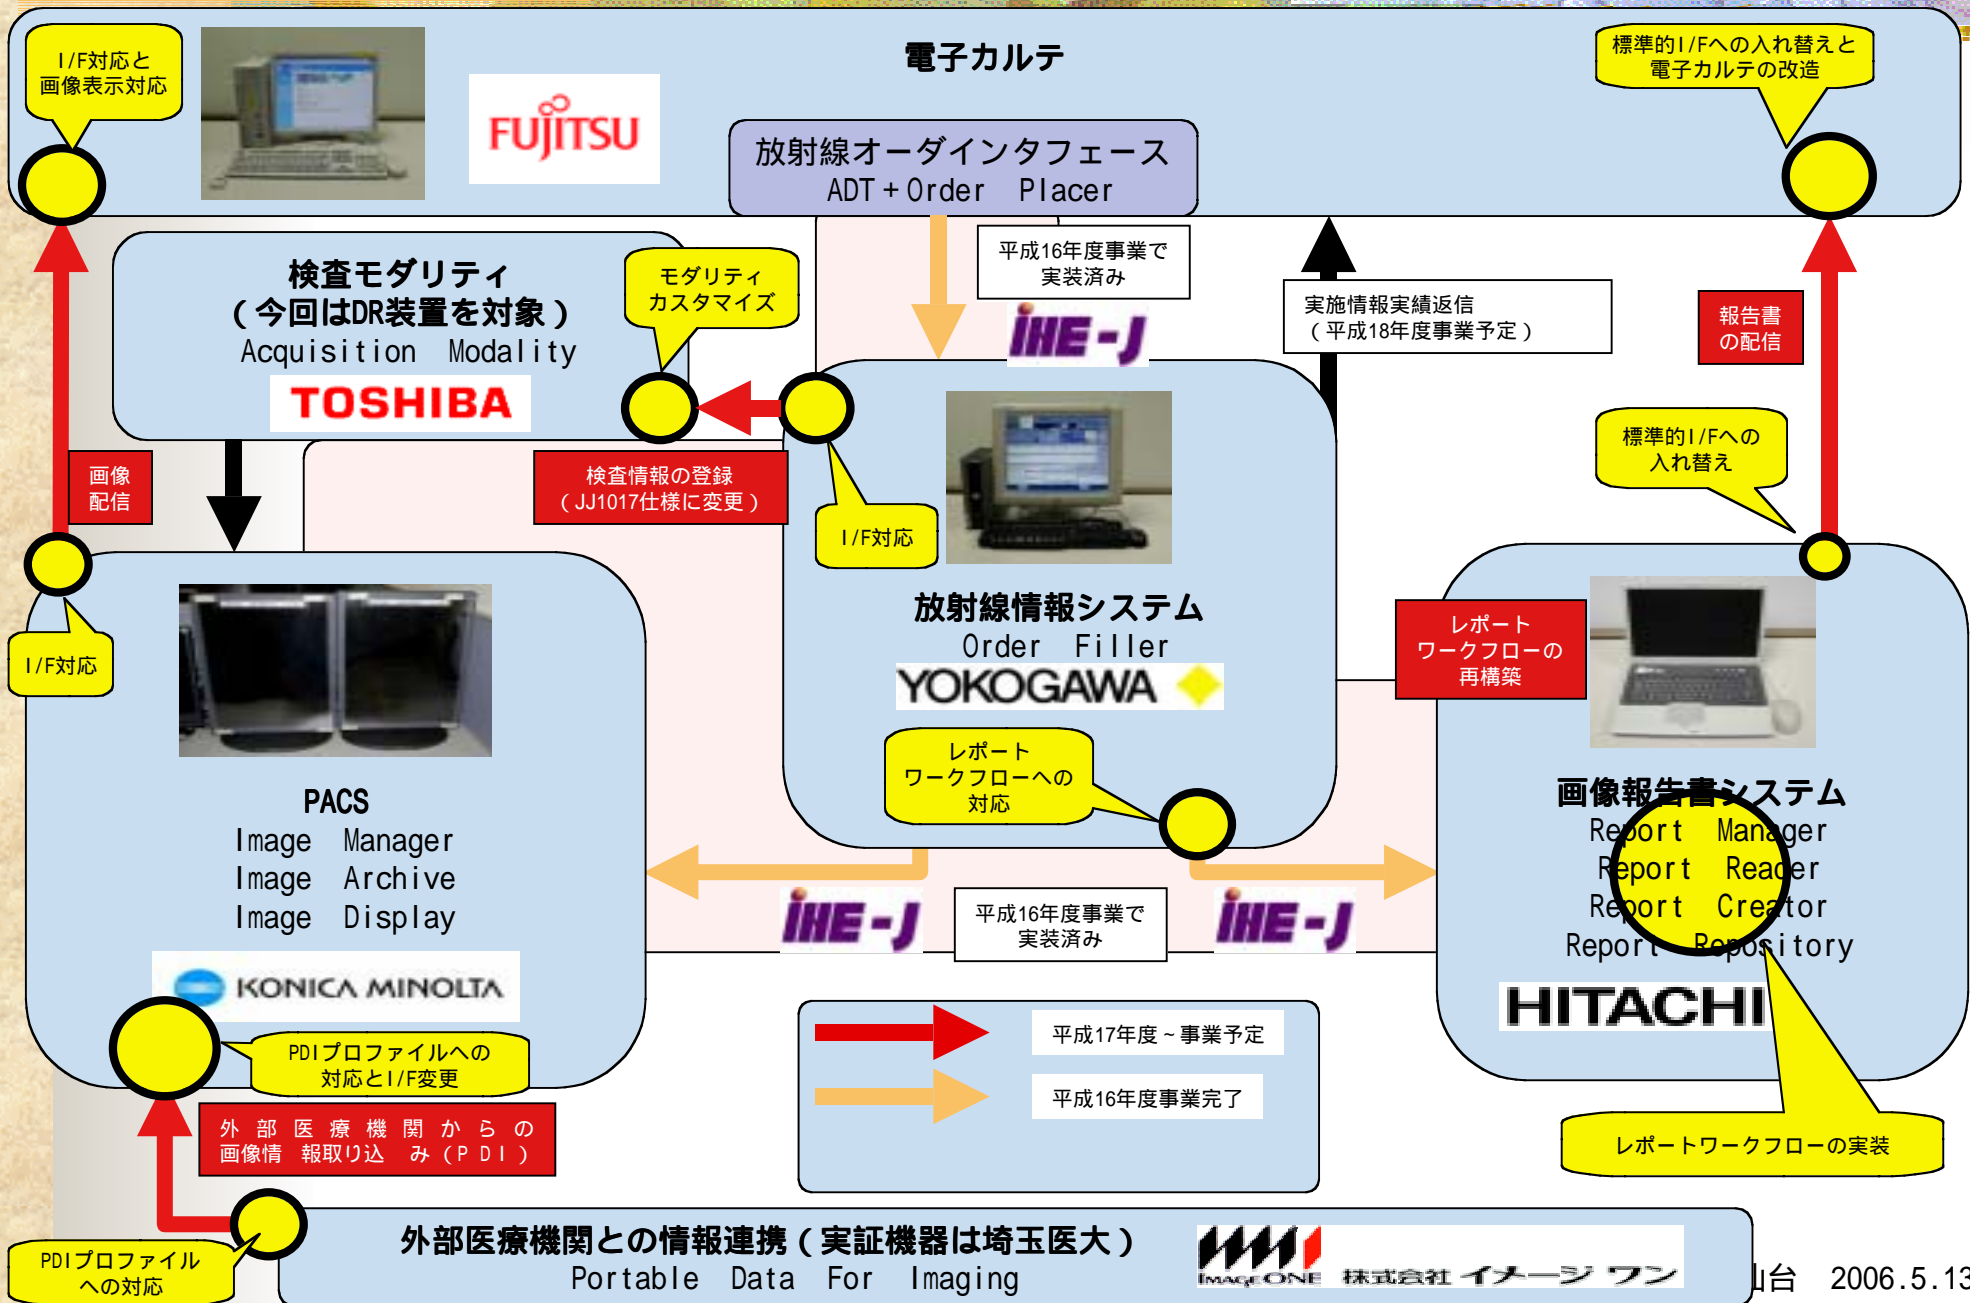 I/F対応と
画像表示対応
FUJITSU
電子カルテ
標準的I/Fへの入れ替えと
電子カルテの改造
放射線オーダインタフェース
ADT+Order Placer
検査モダリティ
(今回はDR装置を対象)
Acquisition Modality
TOSHIBA
モダリティ
カスタマイズ
平成16年度事業で
実装済み
IHE-J
実施情報実績返信
(平成18年度事業予定)
報告書
の配信
画像
配信
検査情報の登録
(JJ1017仕様に変更)
I/F対応
標準的I/Fへの
入れ替え
I/F対応
放射線情報システム
Order Filler
YOKOGAWA
レポート
ワークフローの
再構築
レポート
ワークフローへの
対応
PACS
Image Manager
Image Archive
Image Display
KONICA MINOLTA
画像報告書システム
Report Manager
Report Reader
Report Creator
Report Repository
HITACHI
IHE-J
平成16年度事業で
実装済み
IHE-J
PDIプロファイルへの
対応とI/F変更
平成17年度~事業予定
平成16年度事業完了
外部医療機関からの
画像情報取り込み(PDI)
レポートワークフローの実装
PDIプロファイル
への対応
外部医療機関との情報連携(実証機器は埼玉医大)
Portable Data For Imaging
IMAGE ONE 株式会社 イメージ ワン
台 2006.5.13